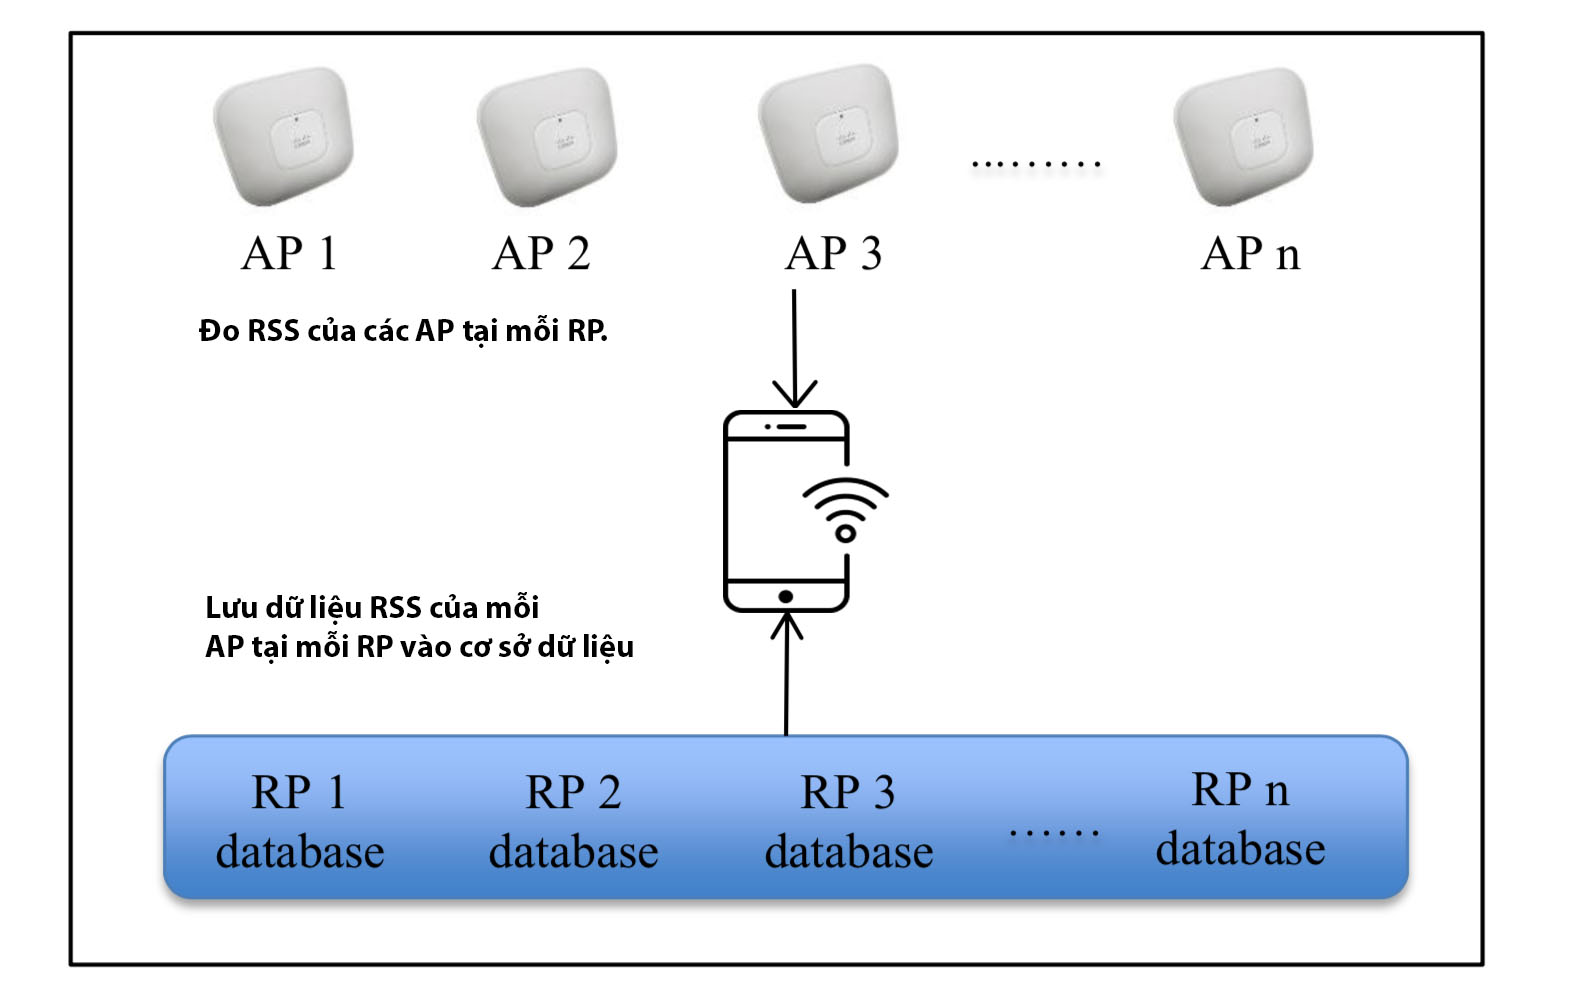 AP 1
AP 2
AP 3
..........
AP n
Đo RSS của các AP tại mỗi RP.
Lưu dữ liệu RSS của mỗi
AP tại mỗi RP vào cơ sở dữ liệu
RP 1
database
RP 2
database
RP 3
database
......
RP n
database